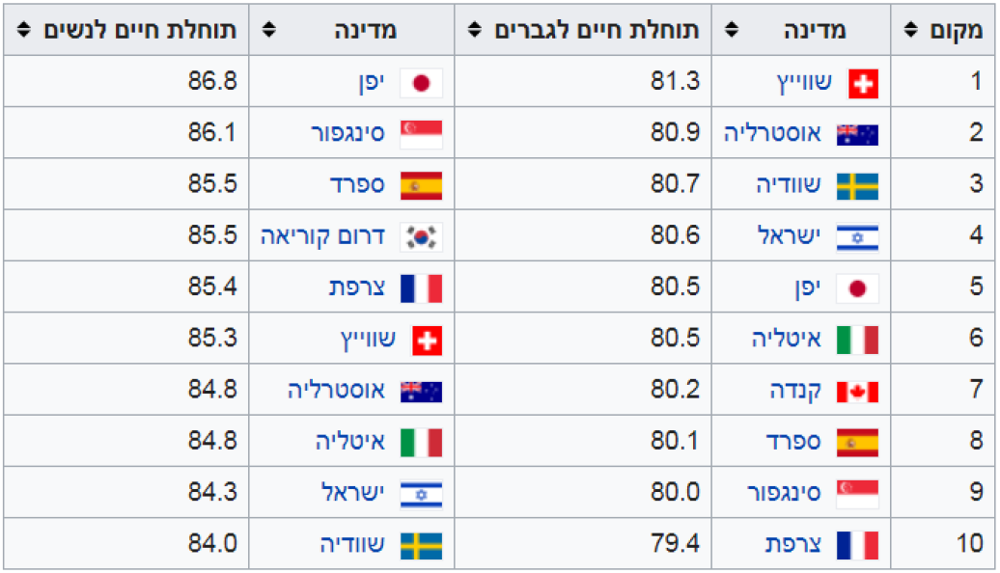 מקום מדינה תוחלת חיים לגברים מדינה תוחלת חיים לנשים
1 שווייץ 81.3 יפן 86.8
2 אוסטרליה 80.9 סינגפור 86.1
3 שוודיה 80.7 ספרד 85.5
4 ישראל 80.6 דרום קוריאה 85.5
5 יפן 80.5 צרפת 85.4
6 איטליה 80.5 שווייץ 85.3
7 קנדה 80.2 אוסטרליה 84.8
8 ספרד 80.1 איטליה 84.8
9 סינגפור 80.0 ישראל 84.3
10 צרפת 79.4 שוודיה 84.0